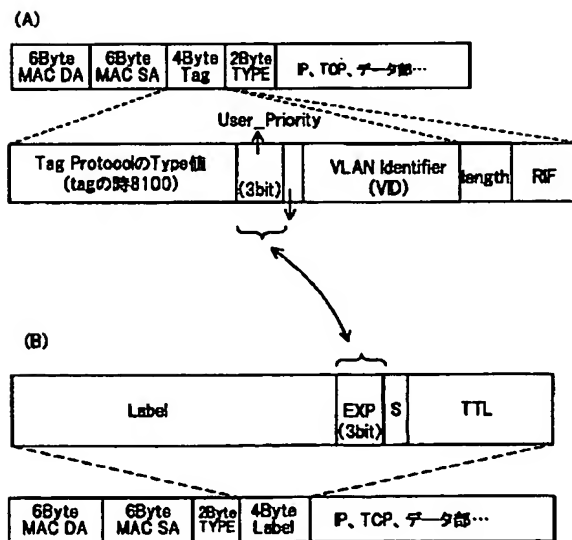 (A)
6Byte MAC DA
6Byte MAC SA
4Byte Tag
2Byte TYPE
IP、TCP、データ部…
User_Priority
Tag ProtocolのType値
(tagの時8100)
(3bit)
VLAN Identifier
(VID)
length
RIF
(B)
Label
EXP
(3bit)
S
TTL
6Byte MAC DA
6Byte MAC SA
2Byte TYPE
4Byte Label
IP、TCP、データ部…